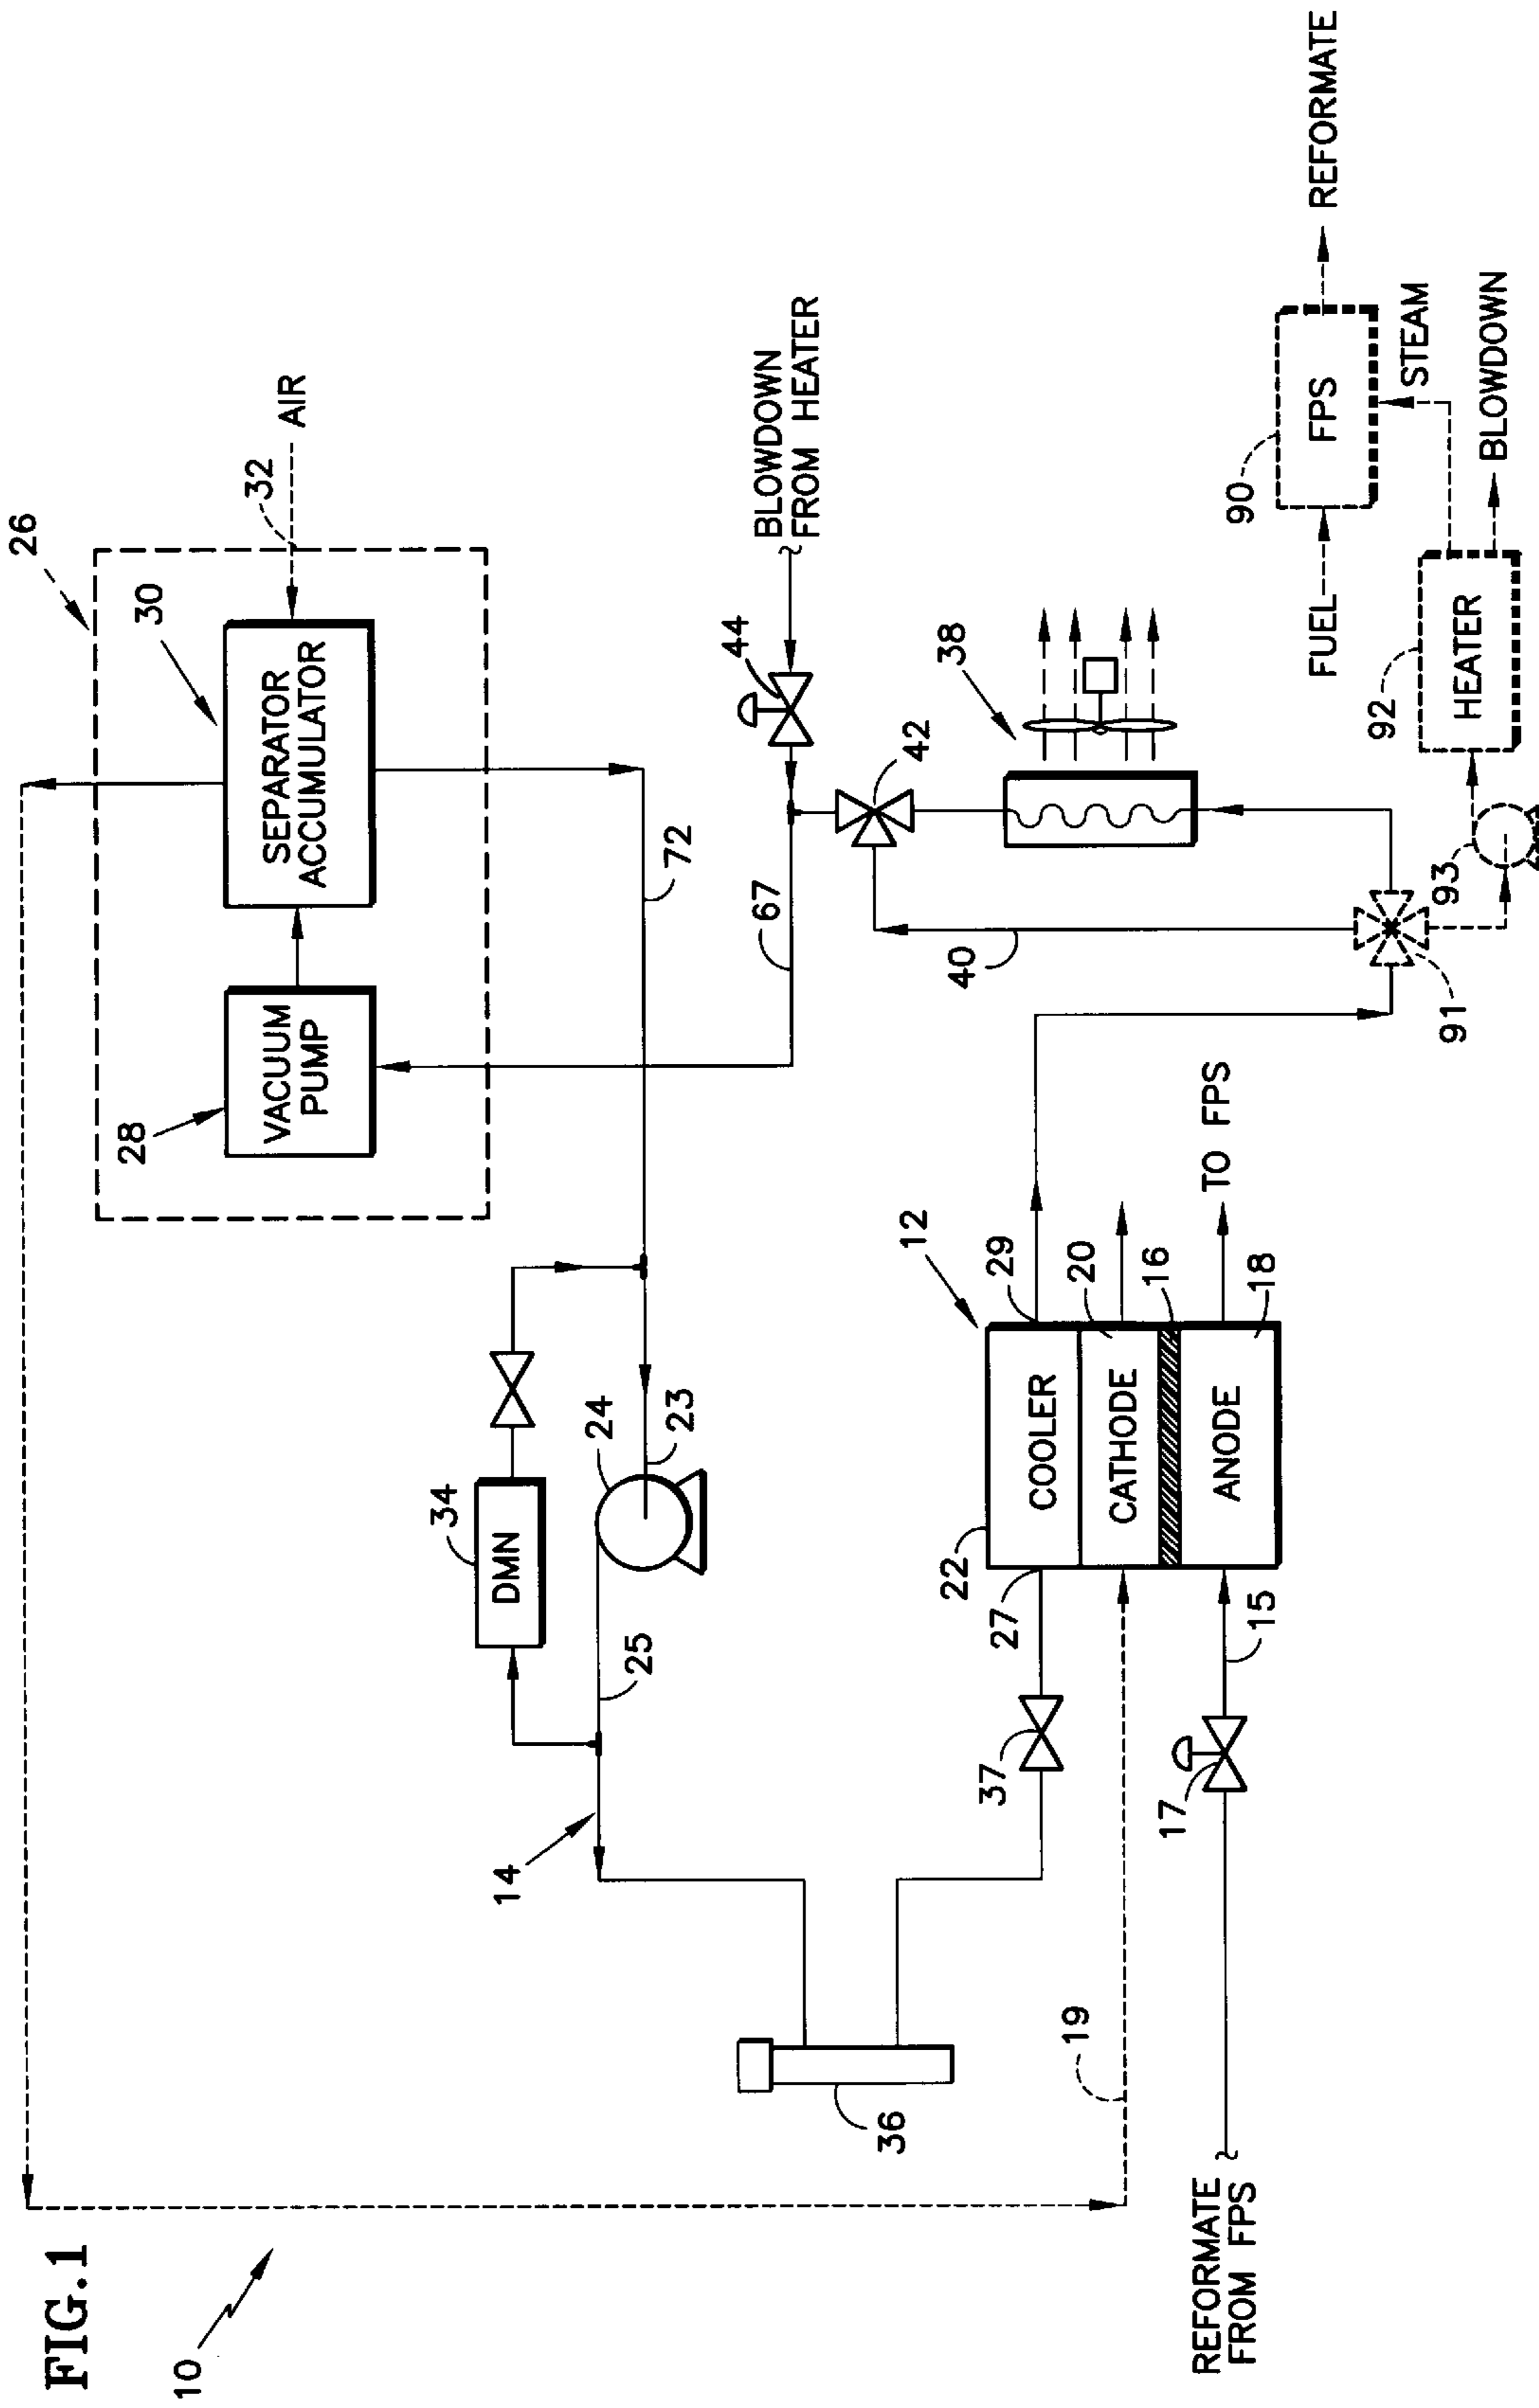 FIG.1
10
26
28
VACUUM
PUMP
30
SEPARATOR
ACCUMULATOR
32
AIR
72
34
DMN
24
23
25
14
36
37
67
44
BLOWDOWN
FROM HEATER
42
38
40
12
22
27
29
COOLER
20
CATHODE
16
18
ANODE
15
17
19
REFORMATE
FROM FPS
TO FPS
91
93
92
HEATER
BLOWDOWN
STEAM
90
FPS
FUEL
REFORMATE